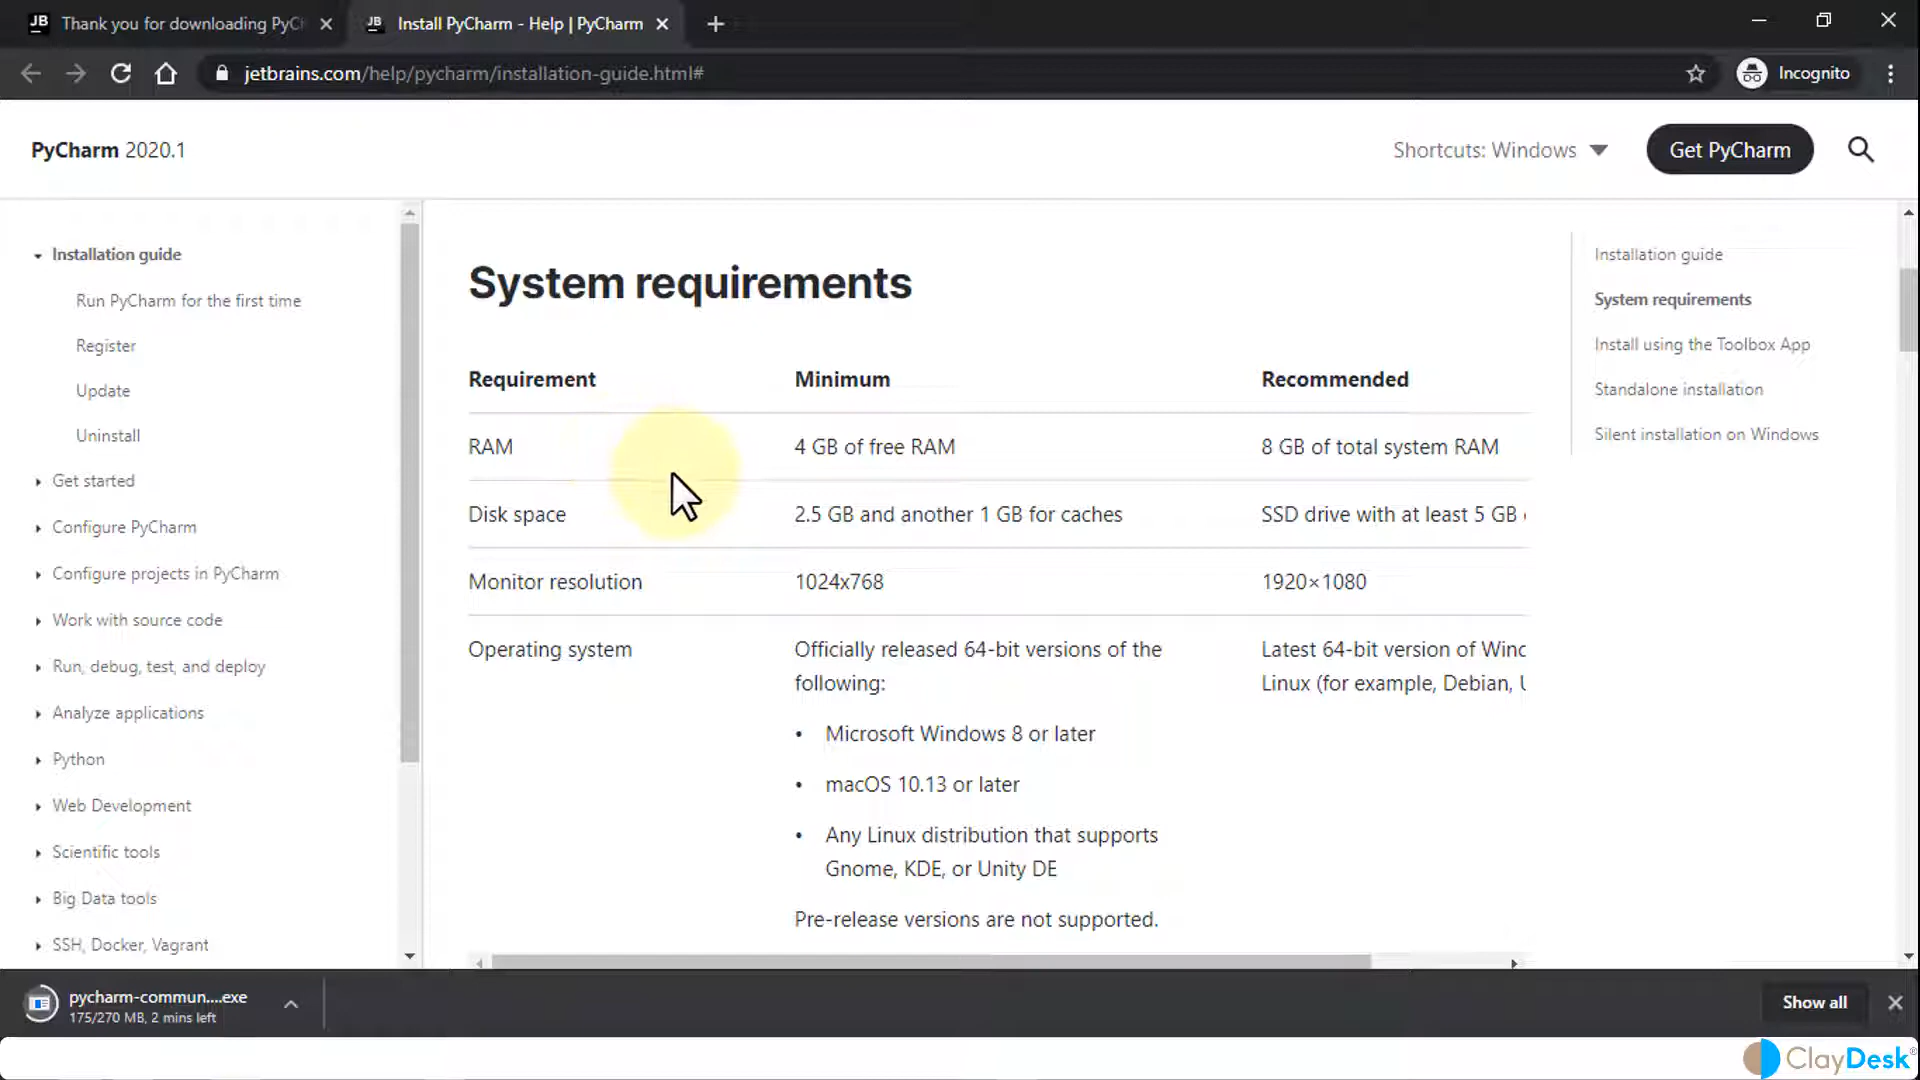 JB Thank you for downloading PyC
JB Install PyCharm - Help | PyCharm
jetbrains.com/help/pycharm/installation-guide.html#
Incognito
PyCharm 2020.1
Shortcuts: Windows
Get PyCharm
Installation guide
Run PyCharm for the first time
Register
Update
Uninstall
Get started
Configure PyCharm
Configure projects in PyCharm
Work with source code
Run, debug, test, and deploy
Analyze applications
Python
Web Development
Scientific tools
Big Data tools
SSH, Docker, Vagrant
System requirements
Requirement Minimum Recommended
RAM 4 GB of free RAM 8 GB of total system RAM
Disk space 2.5 GB and another 1 GB for caches SSD drive with at least 5 GB
Monitor resolution 1024x768 1920×1080
Operating system Officially released 64-bit versions of the Latest 64-bit version of Winc
following: Linux (for example, Debian,
• Microsoft Windows 8 or later
• macOS 10.13 or later
• Any Linux distribution that supports
Gnome, KDE, or Unity DE
Pre-release versions are not supported.
Installation guide
System requirements
Install using the Toolbox App
Standalone installation
Silent installation on Windows
pycharm-commun....exe
175/270 MB, 2 mins left
Show all
ClayDesk®